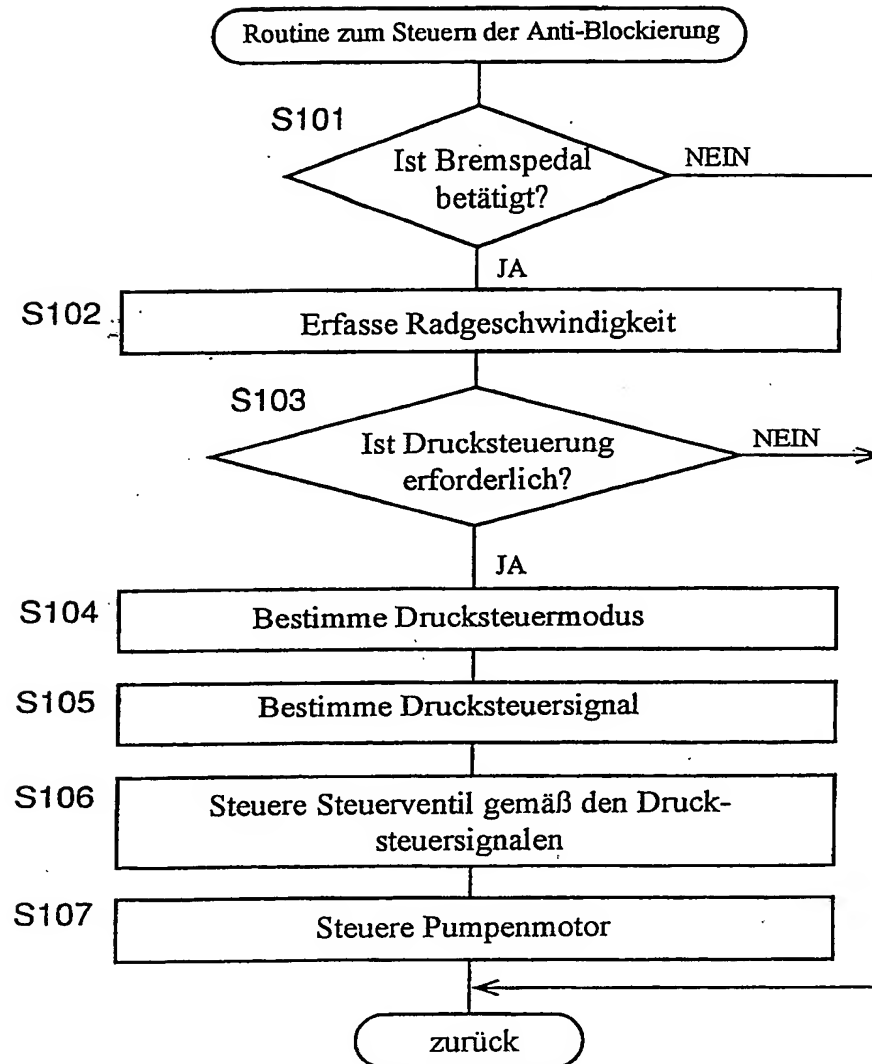 Routine zum Steuern der Anti-Blockierung
S101
Ist Bremspedal
betätigt?
NEIN
JA
S102
Erfasse Radgeschwindigkeit
S103
Ist Drucksteuerung
erforderlich?
NEIN
JA
S104
Bestimme Drucksteuermodus
S105
Bestimme Drucksteuersignal
S106
Steuere Steuerventil gemäß den Druck-
steuersignalen
S107
Steuere Pumpenmotor
zurück